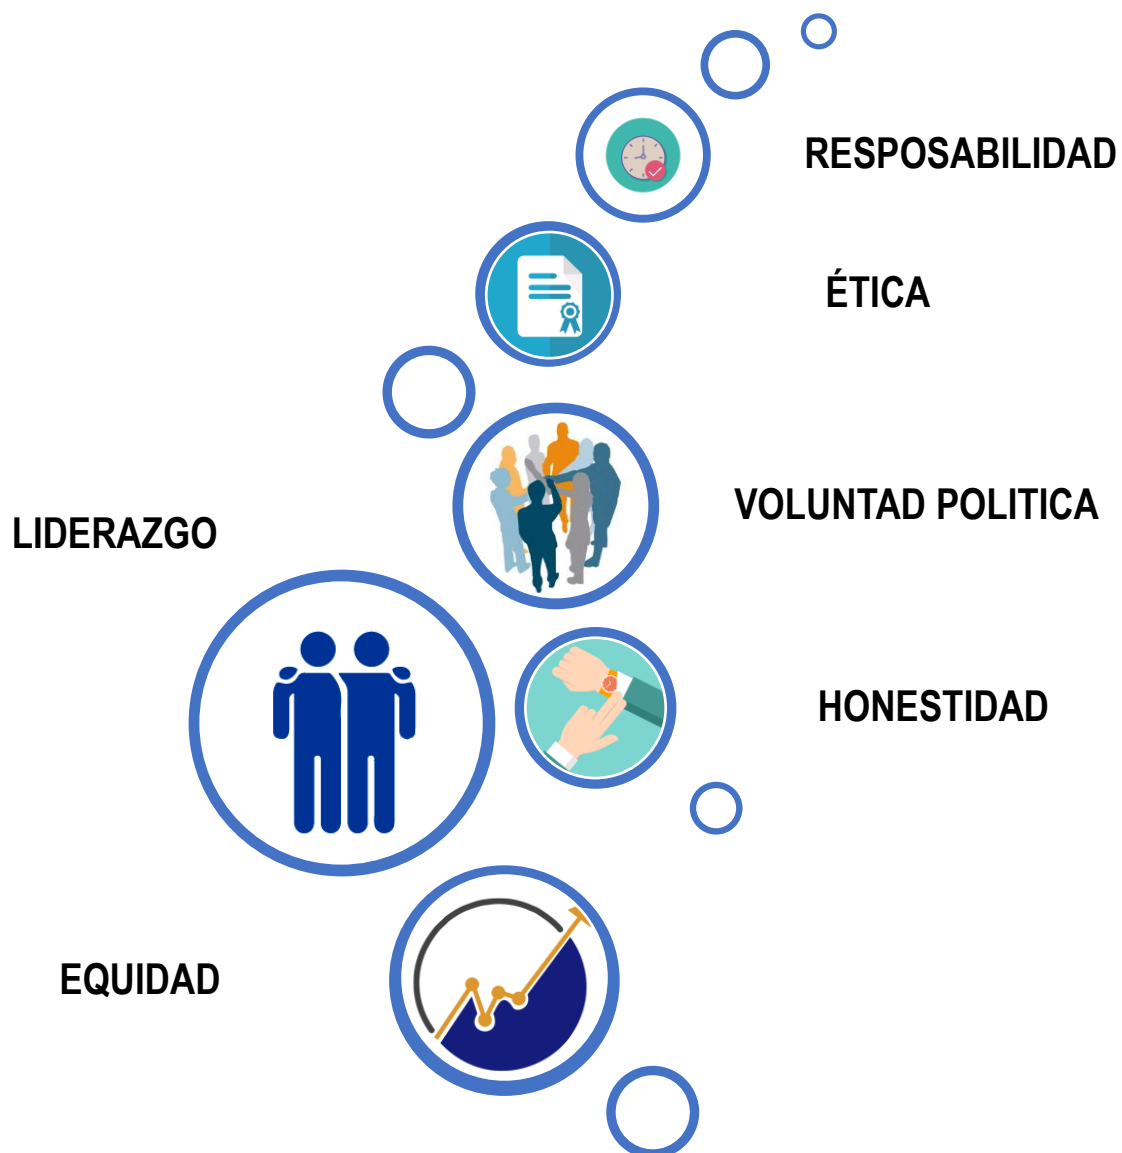 RESPOSABILIDAD
ÉTICA
VOLUNTAD POLITICA
LIDERAZGO
HONESTIDAD
EQUIDAD